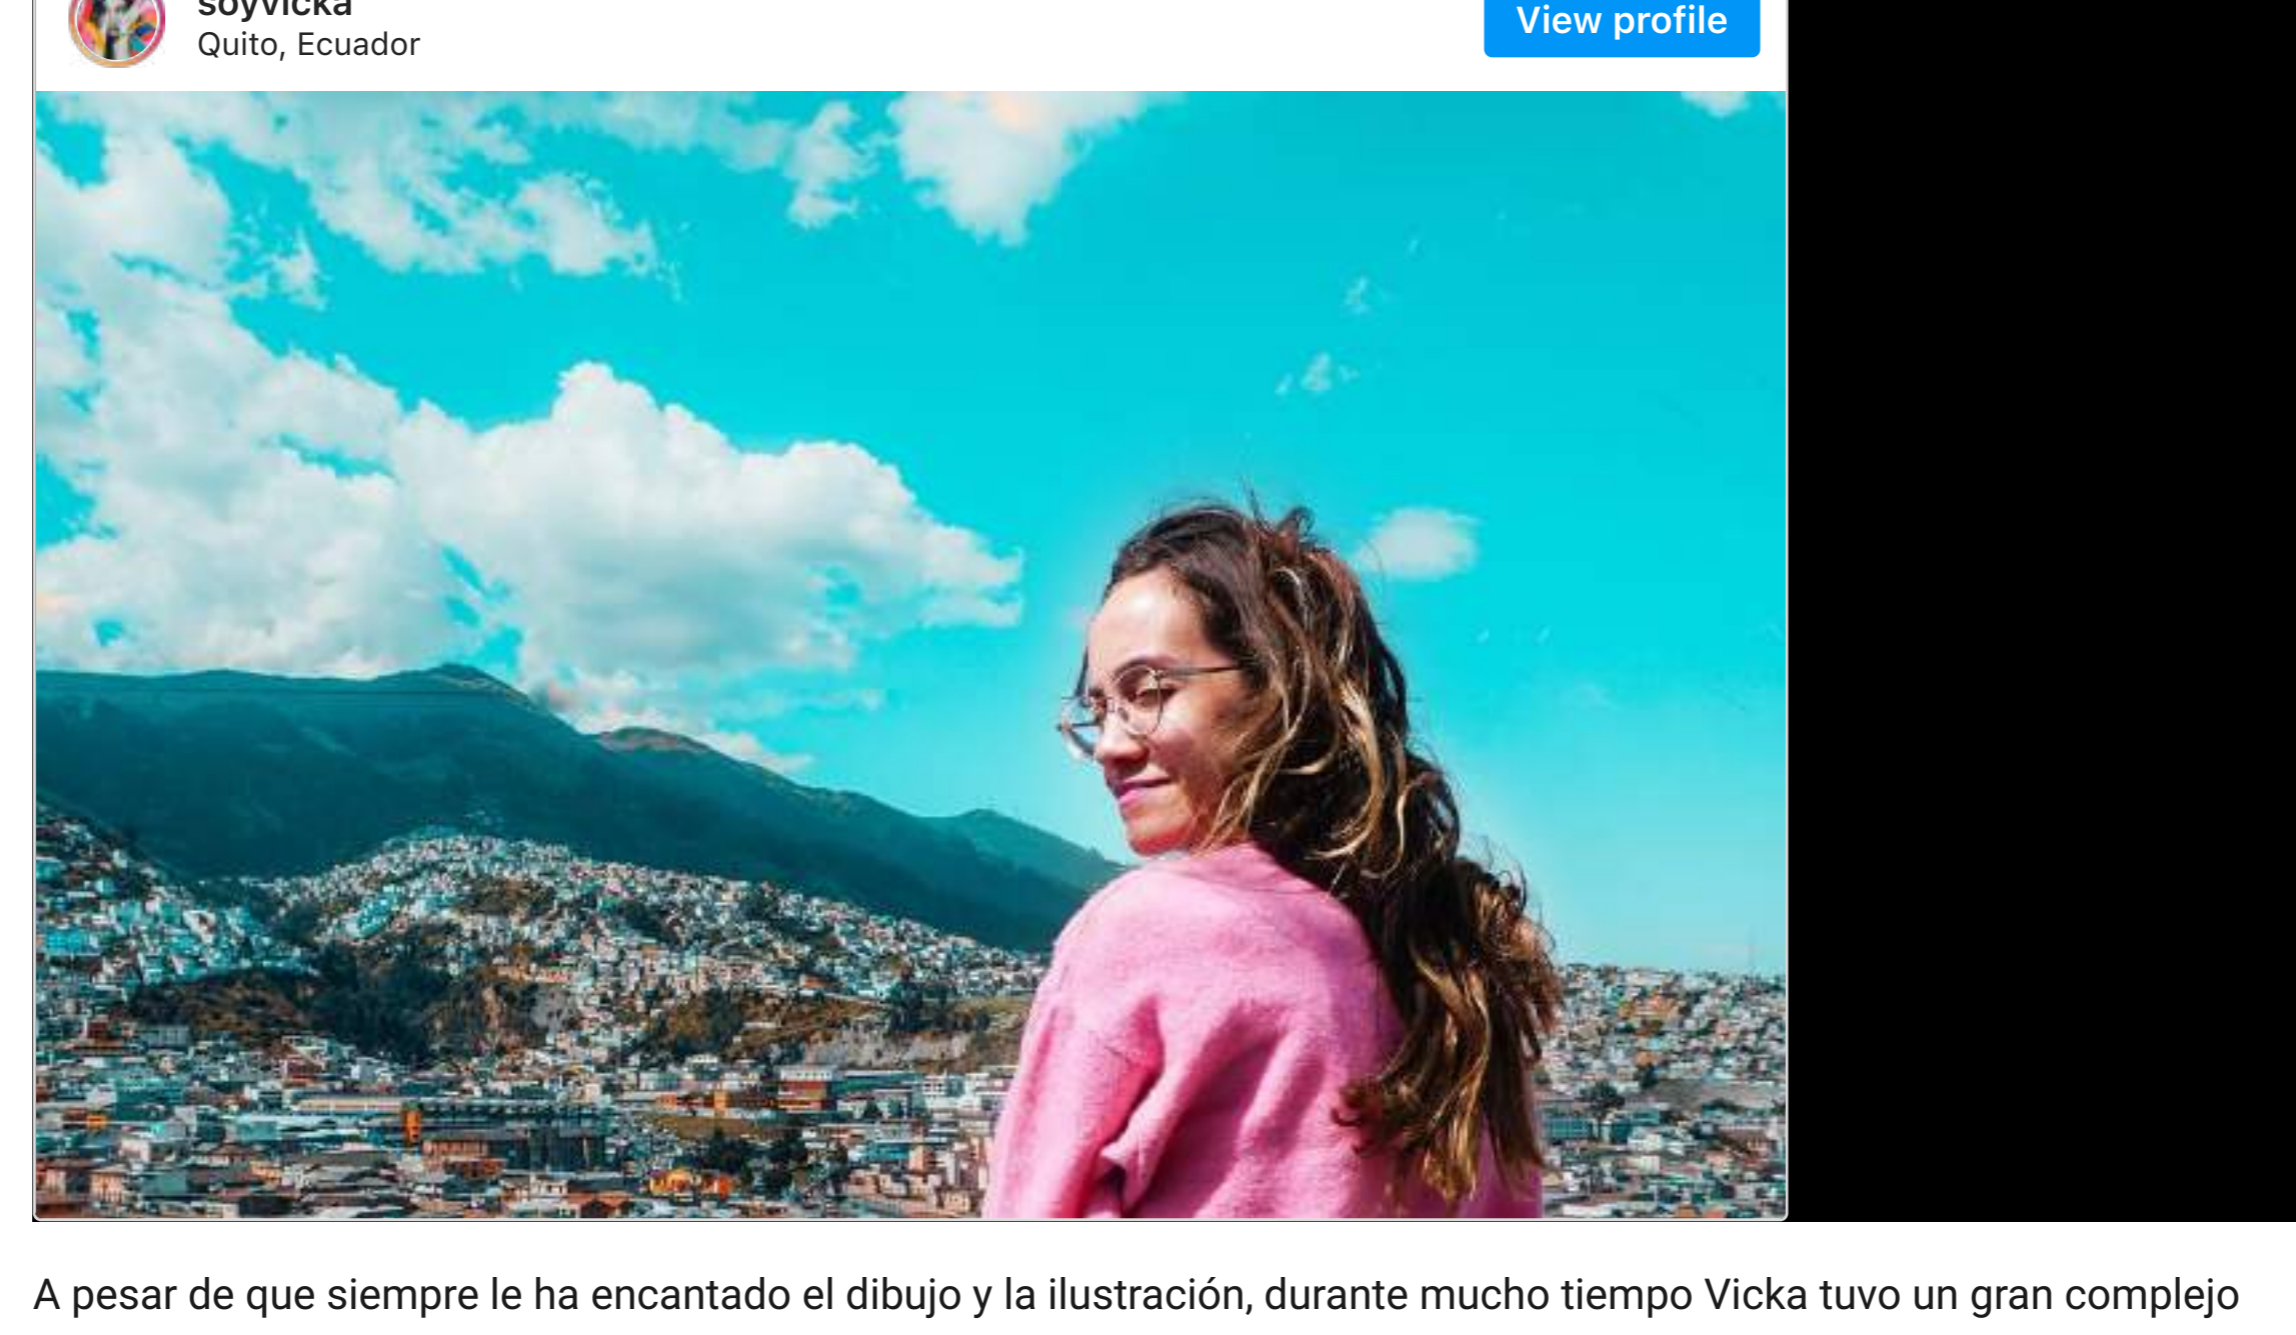 soyvicka
Quito, Ecuador
View profile
A pesar de que siempre le ha encantado el dibujo y la ilustración, durante mucho tiempo Vicka tuvo un gran complejo